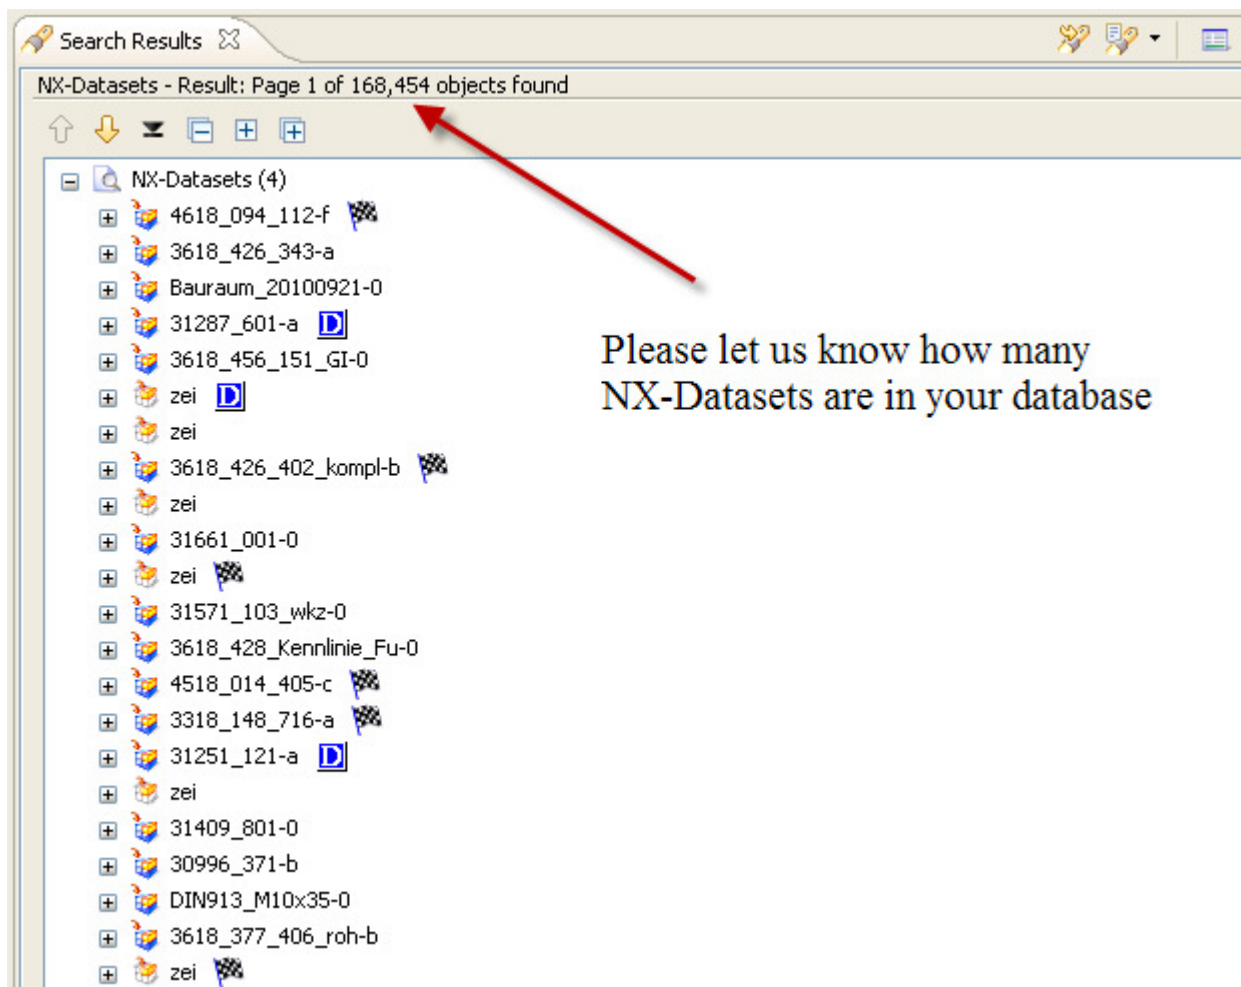 Search Results
NX-Datasets - Result: Page 1 of 168,454 objects found
NX-Datasets (4)
4618_094_112-f
3618_426_343-a
Bauraum_20100921-0
31287_601-a D
3618_456_151_GI-0
zei D
zei
3618_426_402_kompl-b
zei
31661_001-0
zei
31571_103_wkz-0
3618_428_Kennlinie_Fu-0
4518_014_405-c
3318_148_716-a
31251_121-a D
zei
31409_801-0
30996_371-b
DIN913_M10x35-0
3618_377_406_roh-b
zei
Please let us know how many
NX-Datasets are in your database